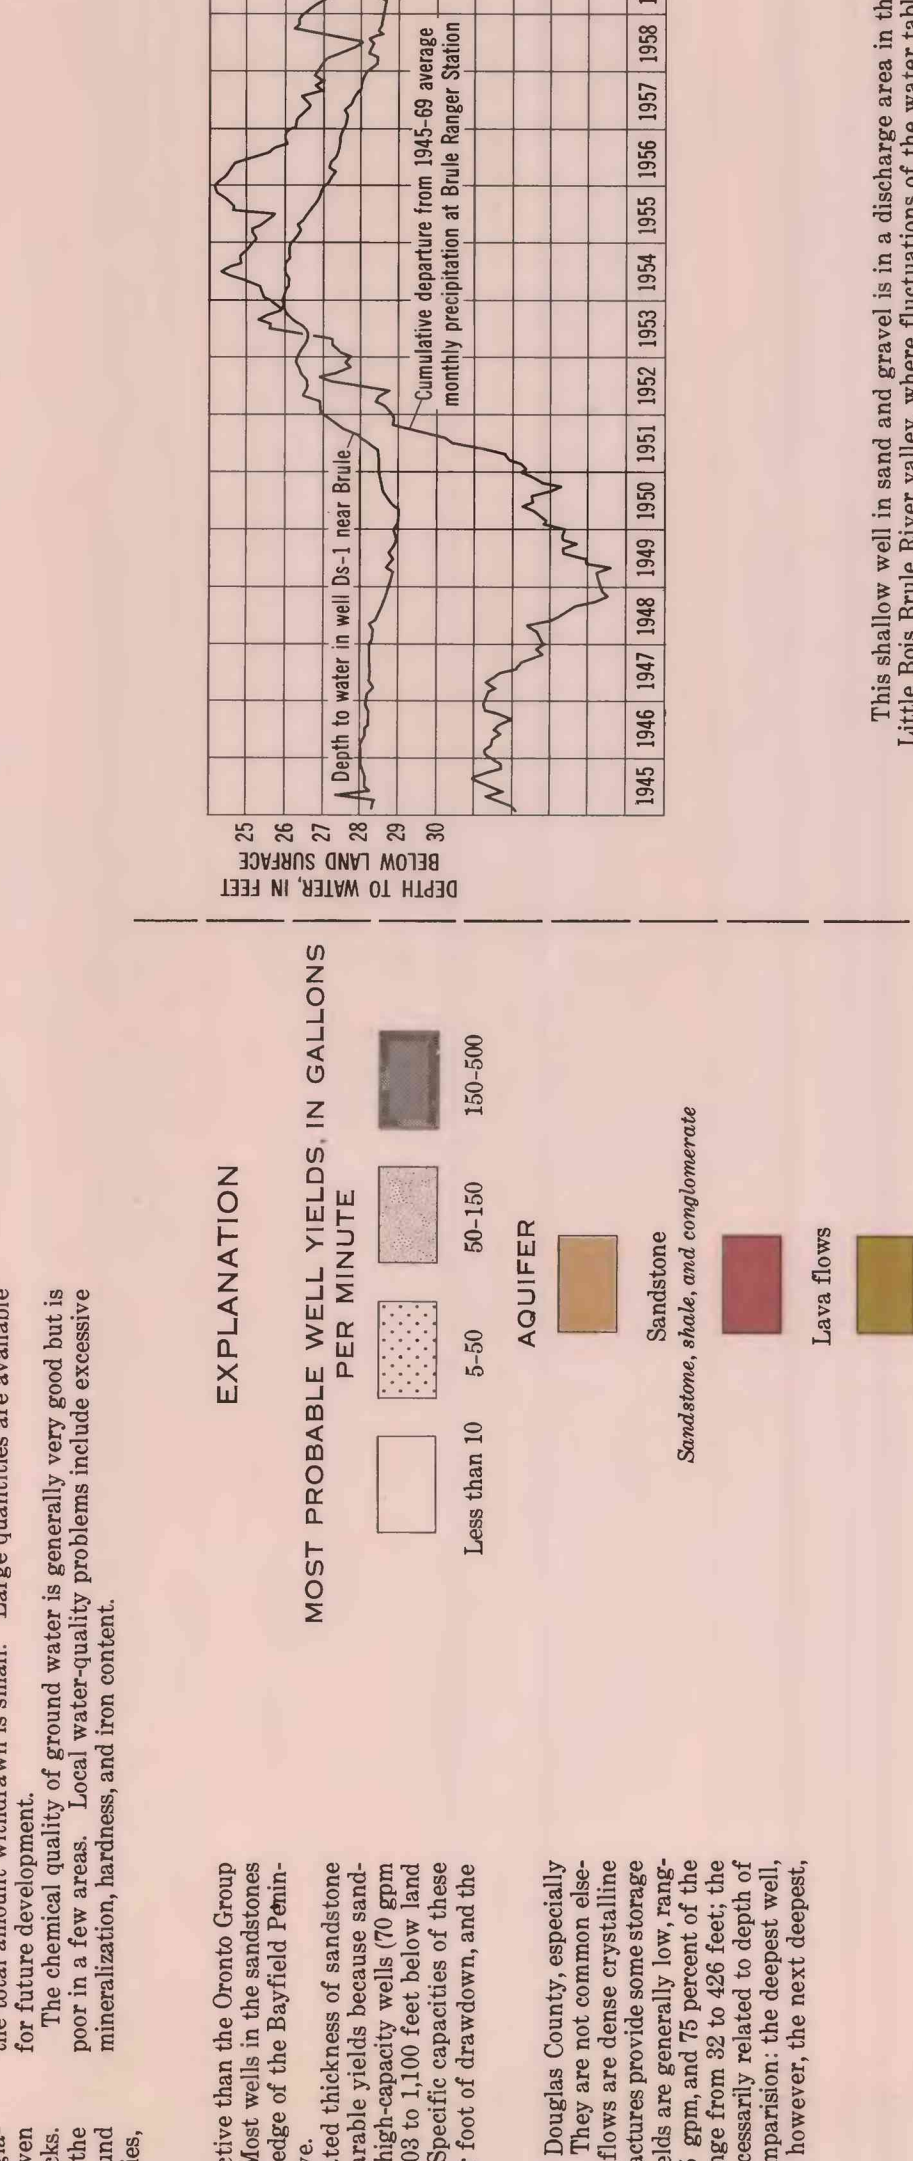 the total amount withdrawn is small. Large quantities are available
for future development.
The chemical quality of ground water is generally very good but is
poor in a few areas. Local water-quality problems include excessive
mineralization, hardness, and iron content.
ven
cks.
the
und
ies,
ctive than the Oronto Group
Most wells in the sandstones
edge of the Bayfield Penin-
ve.
ted thickness of sandstone
arable yields because sand-
high-capacity wells (70 gpm
03 to 1,100 feet below land
Specific capacities of these
foot of drawdown, and the
Douglas County, especially
They are not common else-
flows are dense crystalline
actures provide some storage
elds are generally low, rang-
gpm, and 75 percent of the
nge from 32 to 426 feet; the
cessarily related to depth of
mparision: the deepest well,
however, the next deepest,
EXPLANATION
MOST PROBABLE WELL YIELDS, IN GALLONS
PER MINUTE
Less than 10 5-50 50-150 150-500
AQUIFER
Sandstone
Sandstone, shale, and conglomerate
Lava flows
DEPTH TO WATER, IN FEET
BELOW LAND SURFACE
25
26
27
28
29
30
Depth to water in well Ds-1 near Brule
Cumulative departure from 1945-69 average
monthly precipitation at Brule Ranger Station
1945 1946 1947 1948 1949 1950 1951 1952 1953 1954 1955 1956 1957 1958 1
This shallow well in sand and gravel is in a discharge area in th
Little Bois Brule River valley, where fluctuations of the water tabl